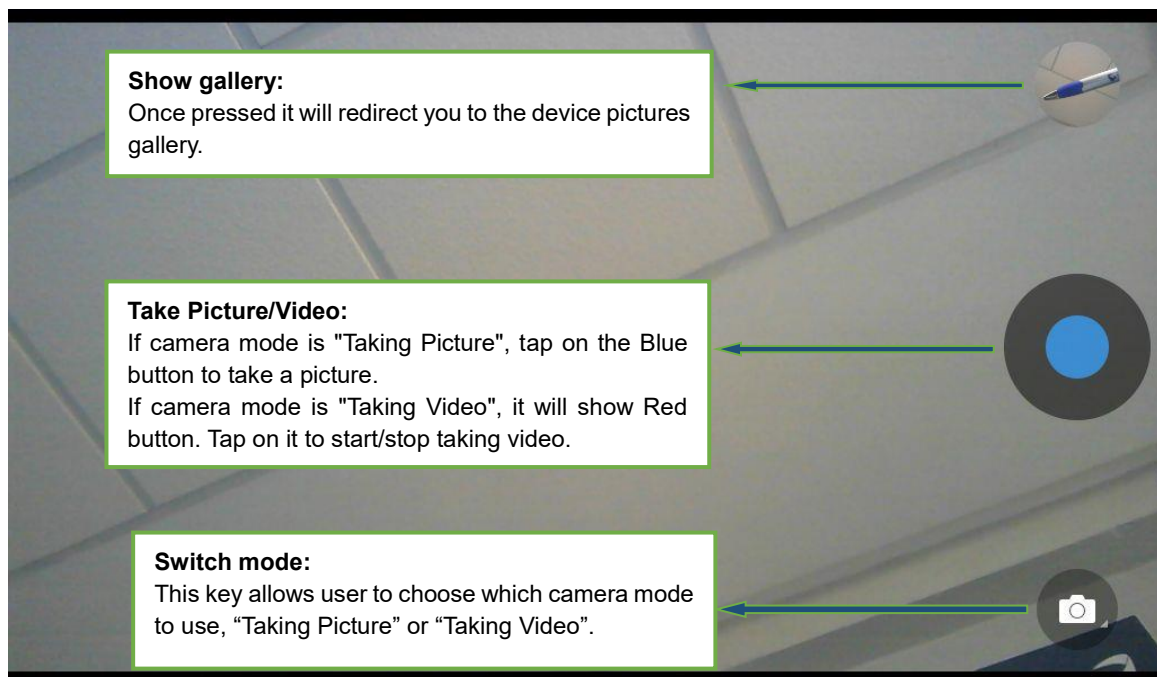 Show gallery:
Once pressed it will redirect you to the device pictures
gallery.
Take Picture/Video:
If camera mode is "Taking Picture", tap on the Blue
button to take a picture.
If camera mode is "Taking Video", it will show Red
button. Tap on it to start/stop taking video.
Switch mode:
This key allows user to choose which camera mode
to use, “Taking Picture” or “Taking Video”.